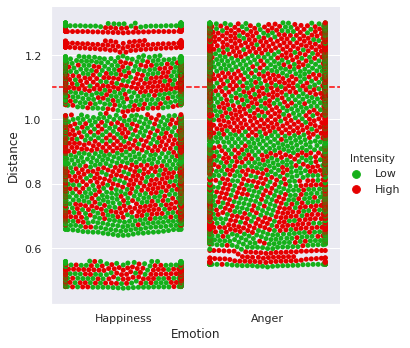 1.2
1.0
0.8
0.6
Distance
Happiness
Anger
Emotion
Intensity
Low
High